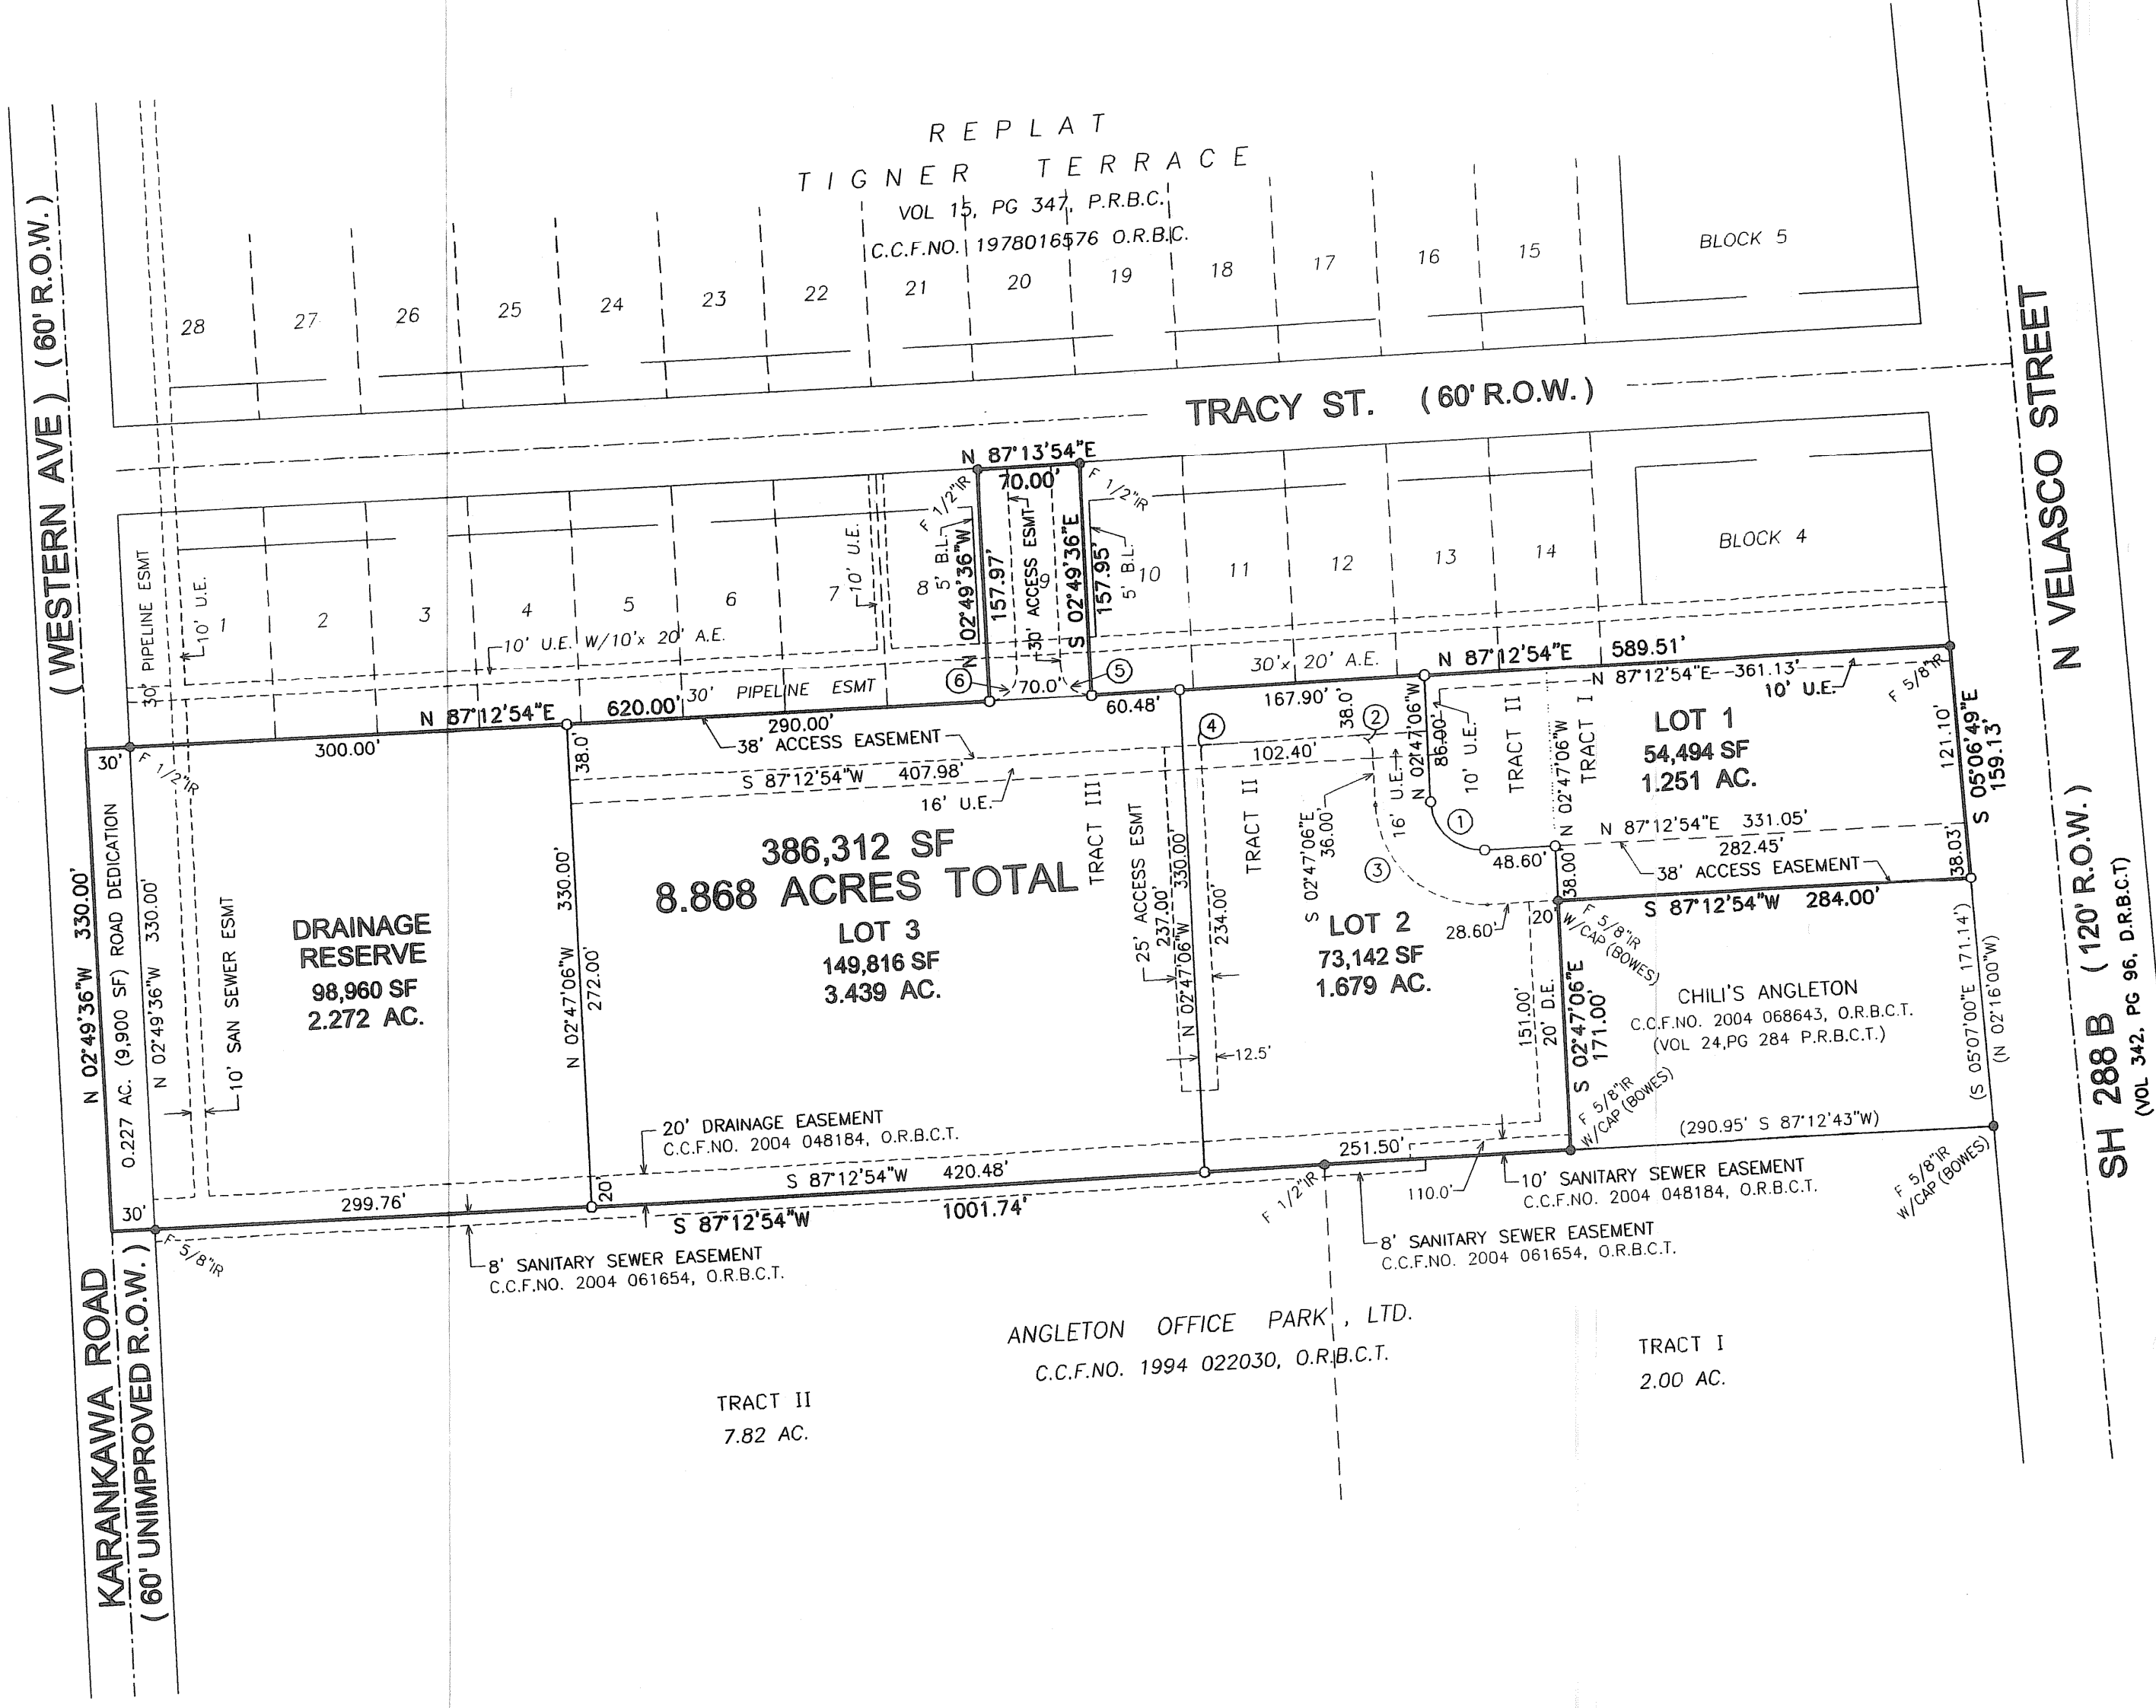 REPLAT
TIGNER TERRACE
VOL 15, PG 347, P.R.B.C.
C.C.F.NO. 1978016576 O.R.B.C.
28
27
26
25
24
23
22
21
20
19
18
17
16
15
BLOCK 5
(WESTERN AVE) (60' R.O.W.)
TRACY ST. (60' R.O.W.)
N VELASCO STREET
SH 288 B (120' R.O.W.)
(VOL 342, PG 96, D.R.B.C.T)
N 87°13'54"E
70.00'
F 1/2"IR
F 1/2"IR
30' PIPELINE ESMT
10' U.E.
1
2
3
4
5
6
7
10' U.E.
8
5' B.L.
N 02°49'36"W
157.97'
30' ACCESS ESMT
9
S 02°49'36"E
157.95'
5' B.L.
10
11
12
13
14
BLOCK 4
10' U.E. W/10'x 20' A.E.
30' PIPELINE ESMT
30'x 20' A.E.
6
70.0'
5
N 87°12'54"E 620.00'
N 87°12'54"E 589.51'
N 87°12'54"E--361.13'
10' U.E.
F 5/8"IR
300.00'
290.00'
60.48'
167.90'
38' ACCESS EASEMENT
S 87°12'54"W 407.98'
16' U.E.
38.0'
38.0'
4
2
102.40'
30'
F 1/2"IR
N 02°49'36"W 330.00'
0.227 AC. (9,900 SF) ROAD DEDICATION
N 02°49'36"W 330.00'
10' SAN SEWER ESMT
DRAINAGE
RESERVE
98,960 SF
2.272 AC.
N 02°47'06"W 330.00'
272.00'
386,312 SF
8.868 ACRES TOTAL
LOT 3
149,816 SF
3.439 AC.
TRACT III
25' ACCESS ESMT
237.00'
N 02°47'06"W 330.00'
234.00'
12.5'
TRACT II
S 02°47'06"E
36.00'
16' U.E.
3
N 02°47'06"W
86.00'
10' U.E.
1
TRACT II
N 02°47'06"W
TRACT I
LOT 1
54,494 SF
1.251 AC.
121.10'
S 05°06'49"E
159.13'
48.60'
N 87°12'54"E 331.05'
282.45'
38' ACCESS EASEMENT
38.03'
38.00'
S 87°12'54"W 284.00'
LOT 2
73,142 SF
1.679 AC.
28.60'
20'
F 5/8"IR
W/CAP (BOWES)
151.00'
20' D.E.
S 02°47'06"E
171.00'
CHILI'S ANGLETON
C.C.F.NO. 2004 068643, O.R.B.C.T.
(VOL 24,PG 284 P.R.B.C.T.)
(S 05°07'00"E 171.14')
(N 02°16'00"W)
F 5/8"IR
W/CAP (BOWES)
(290.95' S 87°12'43"W)
F 5/8"IR
W/CAP (BOWES)
20' DRAINAGE EASEMENT
C.C.F.NO. 2004 048184, O.R.B.C.T.
251.50'
S 87°12'54"W 420.48'
110.0'
10' SANITARY SEWER EASEMENT
C.C.F.NO. 2004 048184, O.R.B.C.T.
30'
299.76'
20'
S 87°12'54"W 1001.74'
F 1/2"IR
F 5/8"IR
8' SANITARY SEWER EASEMENT
C.C.F.NO. 2004 061654, O.R.B.C.T.
8' SANITARY SEWER EASEMENT
C.C.F.NO. 2004 061654, O.R.B.C.T.
KARANKAWA ROAD
(60' UNIMPROVED R.O.W.)
ANGLETON OFFICE PARK, LTD.
C.C.F.NO. 1994 022030, O.R.B.C.T.
TRACT I
2.00 AC.
TRACT II
7.82 AC.